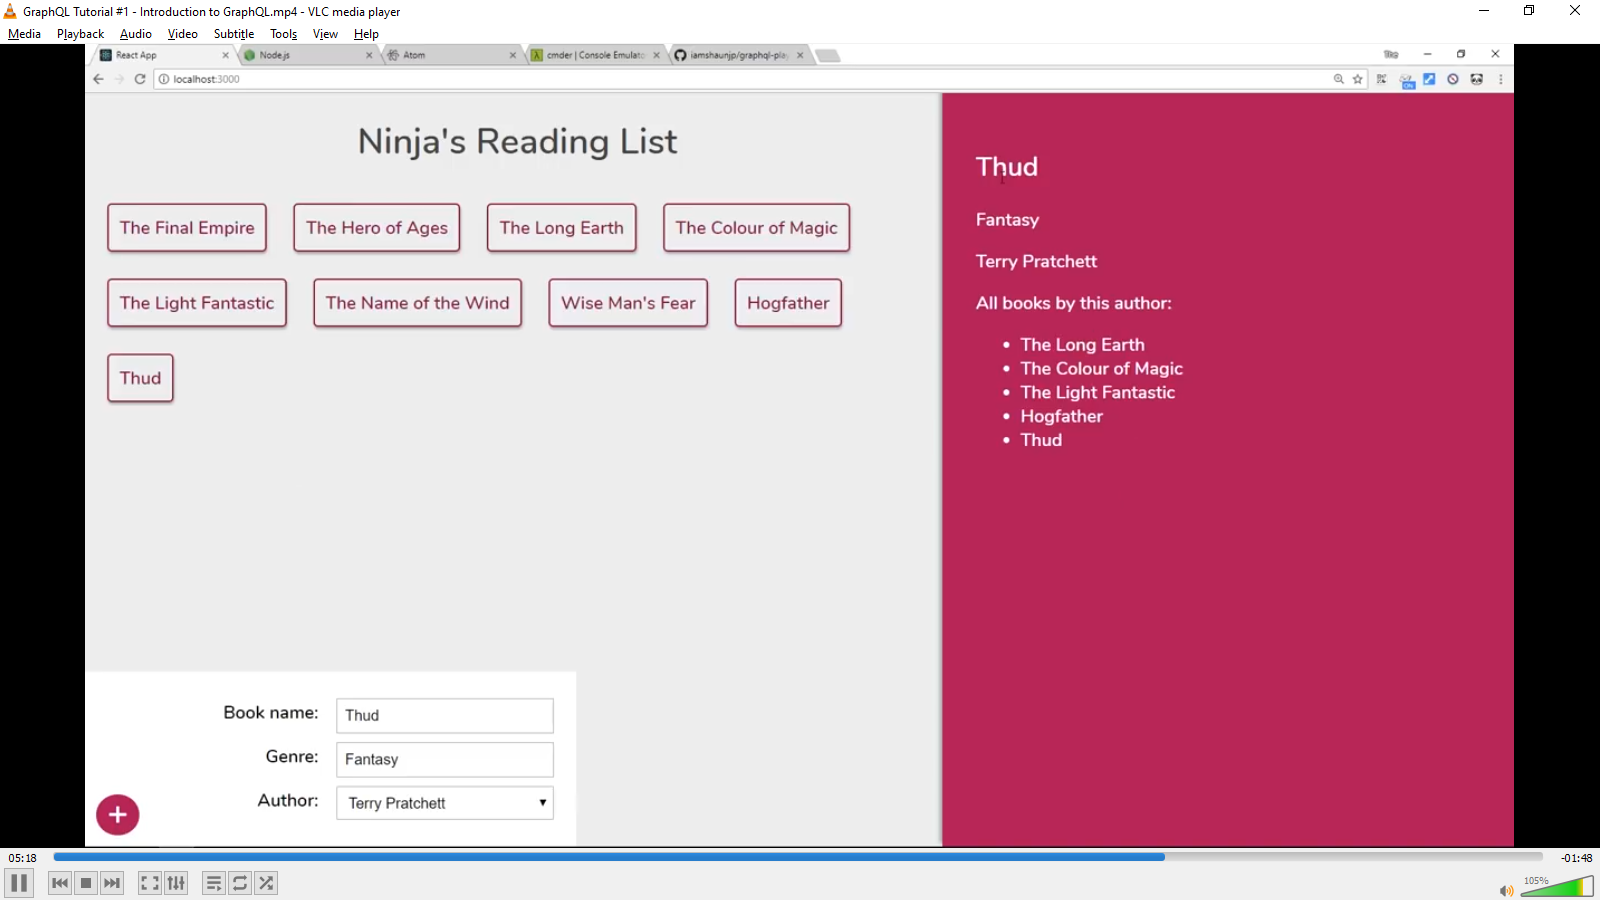 GraphQL Tutorial #1 - Introduction to GraphQL.mp4 - VLC media player
Media Playback Audio Video Subtitle Tools View Help
React App Node.js Atom cmder | Console Emulato iamshaunjp/graphql-play
localhost:3000
Ninja's Reading List
The Final Empire The Hero of Ages The Long Earth The Colour of Magic
The Light Fantastic The Name of the Wind Wise Man's Fear Hogfather
Thud
Thud
Fantasy
Terry Pratchett
All books by this author:
The Long Earth
The Colour of Magic
The Light Fantastic
Hogfather
Thud
Book name: Thud
Genre: Fantasy
Author: Terry Pratchett
05:18 -01:48
105%